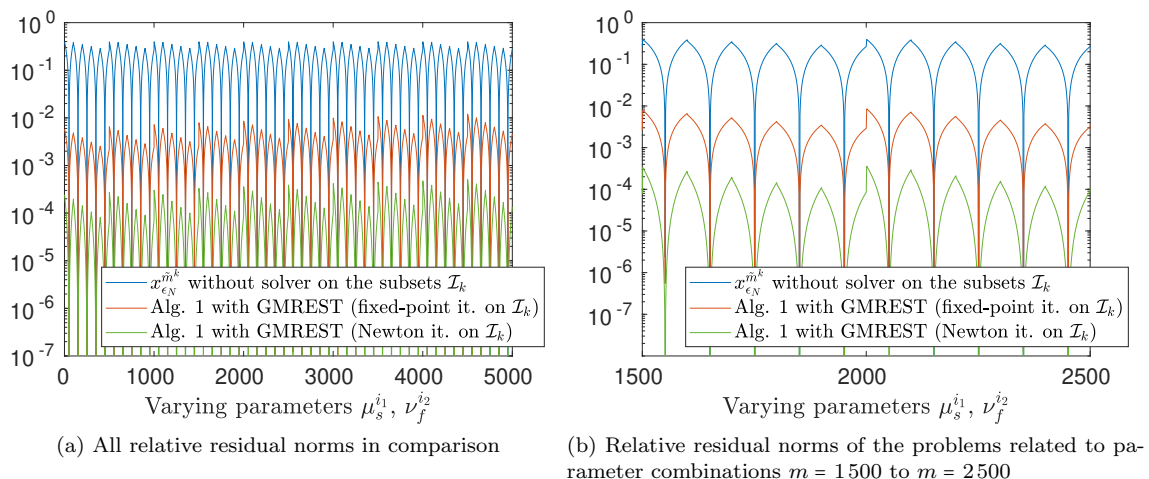 10^0
10^-1
10^-2
10^-3
10^-4
10^-5
10^-6
10^-7
0 1000 2000 3000 4000 5000
x_{ϵ_N}^{m̃^k} without solver on the subsets I_k
Alg. 1 with GMREST (fixed-point it. on I_k)
Alg. 1 with GMREST (Newton it. on I_k)
Varying parameters μ_s^{i_1}, ν_f^{i_2}
(a) All relative residual norms in comparison
10^0
10^-1
10^-2
10^-3
10^-4
10^-5
10^-6
10^-7
1500 2000 2500
x_{ϵ_N}^{m̃^k} without solver on the subsets I_k
Alg. 1 with GMREST (fixed-point it. on I_k)
Alg. 1 with GMREST (Newton it. on I_k)
Varying parameters μ_s^{i_1}, ν_f^{i_2}
(b) Relative residual norms of the problems related to pa-
rameter combinations m = 1 500 to m = 2 500